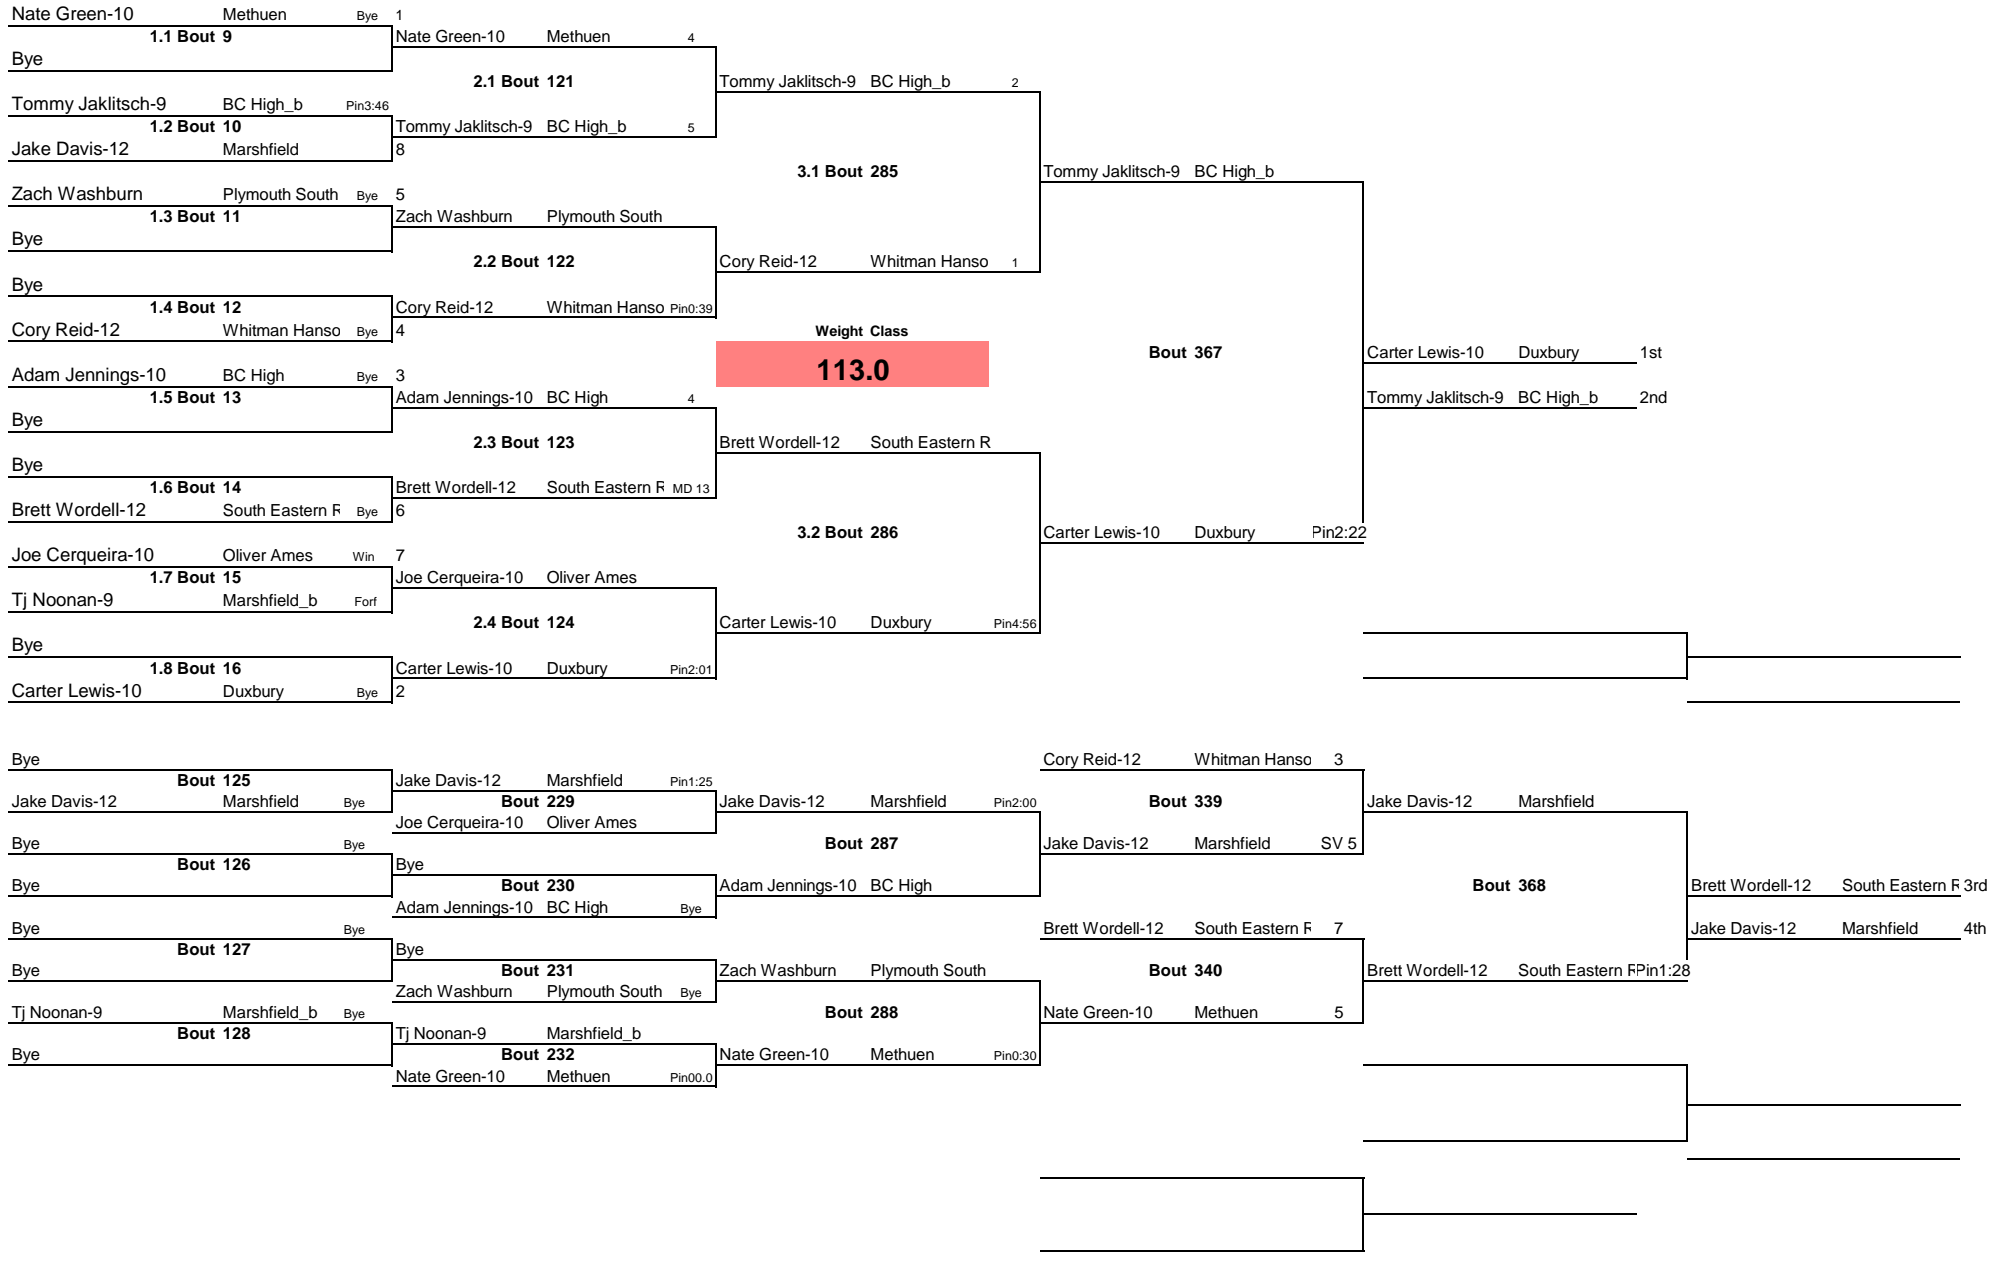 Nate Green-10 Methuen Bye 1
1.1 Bout 9 Nate Green-10 Methuen 4
Bye
2.1 Bout 121 Tommy Jaklitsch-9 BC High_b 2
Tommy Jaklitsch-9 BC High_b Pin3:46
1.2 Bout 10 Tommy Jaklitsch-9 BC High_b 5
Jake Davis-12 Marshfield 8
3.1 Bout 285 Tommy Jaklitsch-9 BC High_b
Zach Washburn Plymouth South Bye 5
1.3 Bout 11 Zach Washburn Plymouth South
Bye
2.2 Bout 122 Cory Reid-12 Whitman Hanso 1
Bye
1.4 Bout 12 Cory Reid-12 Whitman Hanso Pin0:39
Cory Reid-12 Whitman Hanso Bye 4 Weight Class
Bout 367 Carter Lewis-10 Duxbury 1st
Adam Jennings-10 BC High Bye 3 113.0
1.5 Bout 13 Adam Jennings-10 BC High 4 Tommy Jaklitsch-9 BC High_b 2nd
Bye
2.3 Bout 123 Brett Wordell-12 South Eastern R
Bye
1.6 Bout 14 Brett Wordell-12 South Eastern R MD 13
Brett Wordell-12 South Eastern R Bye 6
3.2 Bout 286 Carter Lewis-10 Duxbury Pin2:22
Joe Cerqueira-10 Oliver Ames Win 7
1.7 Bout 15 Joe Cerqueira-10 Oliver Ames
Tj Noonan-9 Marshfield_b Forf
2.4 Bout 124 Carter Lewis-10 Duxbury Pin4:56
Bye
1.8 Bout 16 Carter Lewis-10 Duxbury Pin2:01
Carter Lewis-10 Duxbury Bye 2
Bye Cory Reid-12 Whitman Hanso 3
Bout 125 Jake Davis-12 Marshfield Pin1:25
Jake Davis-12 Marshfield Bye Bout 229 Jake Davis-12 Marshfield Pin2:00 Bout 339 Jake Davis-12 Marshfield
Joe Cerqueira-10 Oliver Ames
Bye Bye Bout 287 Jake Davis-12 Marshfield SV 5
Bout 126 Bye
Bye Bout 230 Adam Jennings-10 BC High Bout 368 Brett Wordell-12 South Eastern R 3rd
Adam Jennings-10 BC High Bye
Bye Bye Brett Wordell-12 South Eastern R 7 Jake Davis-12 Marshfield 4th
Bout 127 Bye
Bye Bout 231 Zach Washburn Plymouth South Bout 340 Brett Wordell-12 South Eastern R Pin1:28
Zach Washburn Plymouth South Bye
Tj Noonan-9 Marshfield_b Bye Bout 288 Nate Green-10 Methuen 5
Bout 128 Tj Noonan-9 Marshfield_b
Bye Bout 232 Nate Green-10 Methuen Pin0:30
Nate Green-10 Methuen Pin00.0